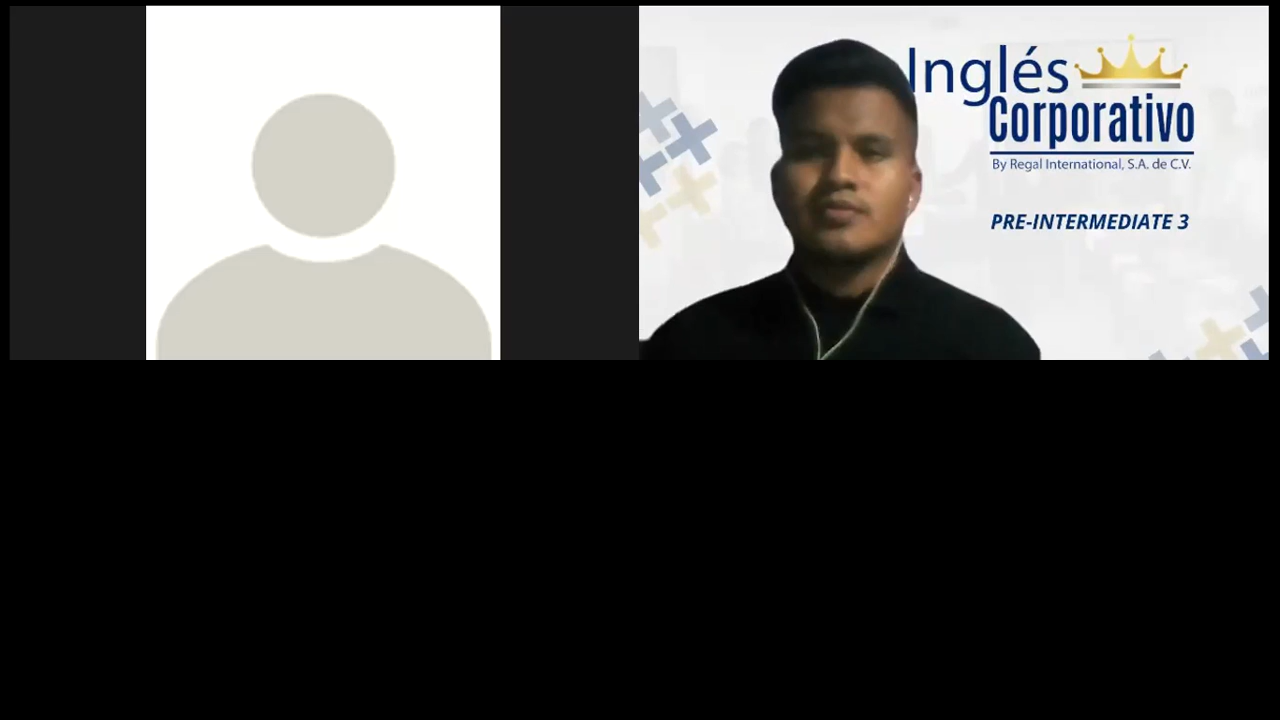 Inglés
Corporativo
By Regal International, S.A. de C.V.
PRE-INTERMEDIATE 3